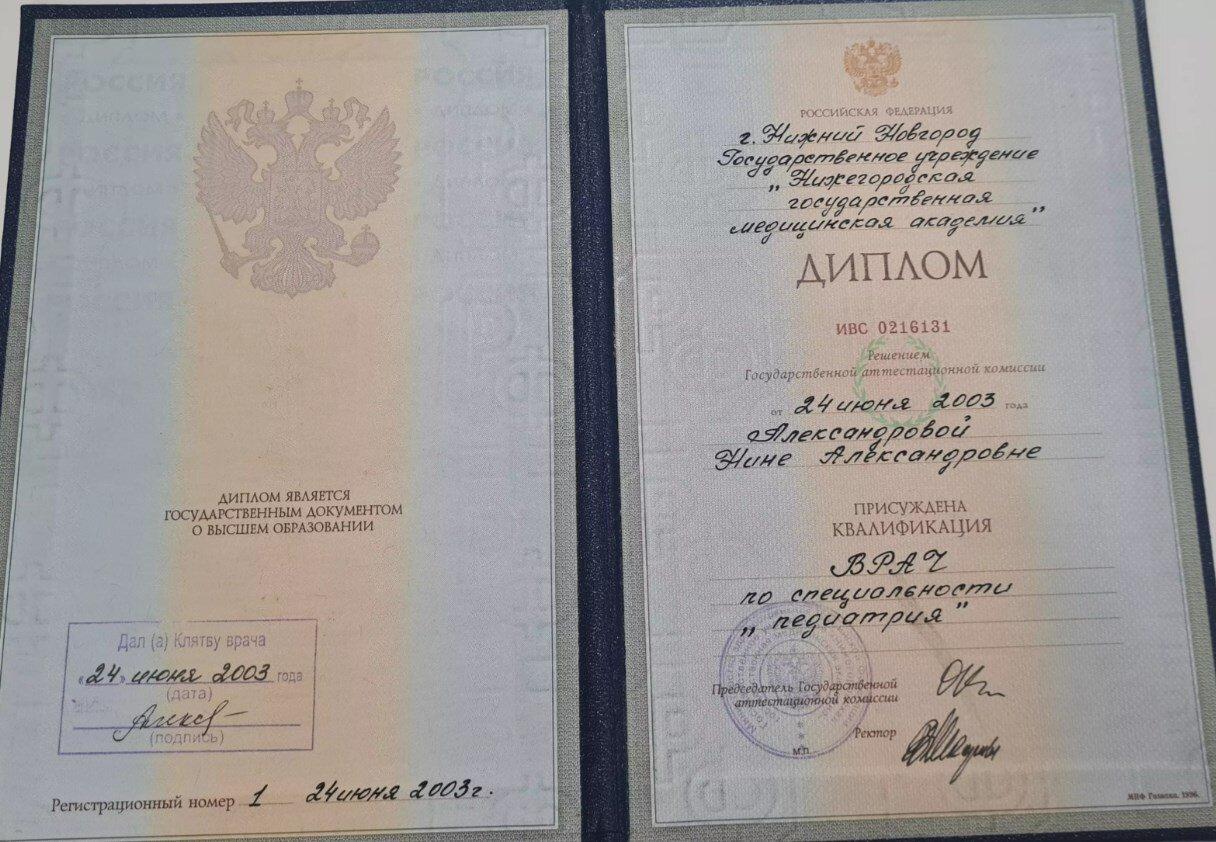 ДИПЛОМ ЯВЛЯЕТСЯ
ГОСУДАРСТВЕННЫМ ДОКУМЕНТОМ
О ВЫСШЕМ ОБРАЗОВАНИИ
Дал (а) Клятву врача
«24» июня 2003 года
(дата)
(подпись)
Регистрационный номер 1 24 июня 2003г.
РОССИЙСКАЯ ФЕДЕРАЦИЯ
г. Нижний Новгород
Государственное учреждение
„Нижегородская
государственная
медицинская академия”
ДИПЛОМ
ИВС 0216131
Решением
Государственной аттестационной комиссии
от 24 июня 2003 года
Александровой
Нине Александровне
ПРИСУЖДЕНА
КВАЛИФИКАЦИЯ
ВРАЧ
по специальности
„педиатрия”
Председатель Государственной
аттестационной комиссии
Ректор
М.П.
МПФ Гознака. 1996.